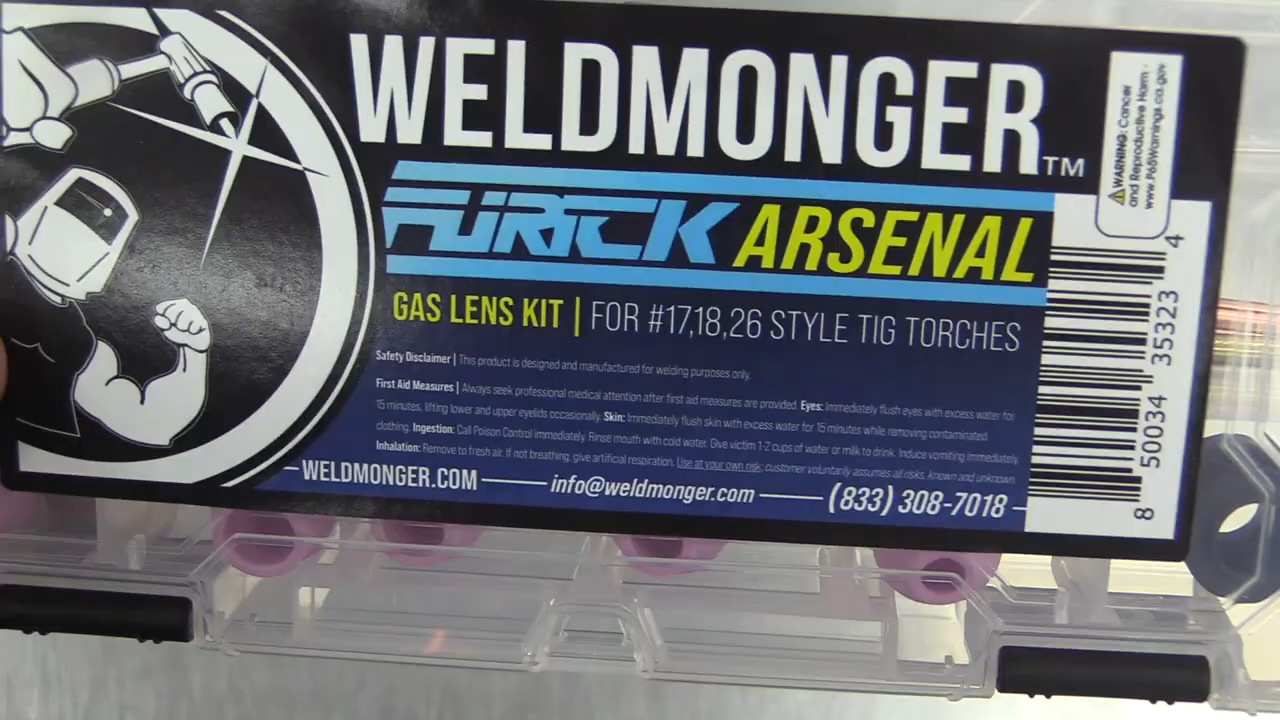 WELDMONGER™
FURICK ARSENAL
GAS LENS KIT | FOR #17,18,26 STYLE TIG TORCHES
Safety Disclaimer | This product is designed and manufactured for welding purposes only.
First Aid Measures | Always seek professional medical attention after first aid measures are provided. Eyes: Immediately flush eyes with excess water for
15 minutes, lifting lower and upper eyelids occasionally. Skin: Immediately flush skin with excess water for 15 minutes while removing contaminated
clothing. Ingestion: Call Poison Control immediately. Rinse mouth with cold water. Give victim 1-2 cups of water or milk to drink. Induce vomiting immediately.
Inhalation: Remove to fresh air. If not breathing, give artificial respiration. Use at your own risk; customer voluntarily assumes all risks, known and unknown.
WELDMONGER.COM — info@weldmonger.com — (833) 308-7018
⚠WARNING: Cancer
and Reproductive Harm -
www.P65Warnings.ca.gov
8 50034 35323 4